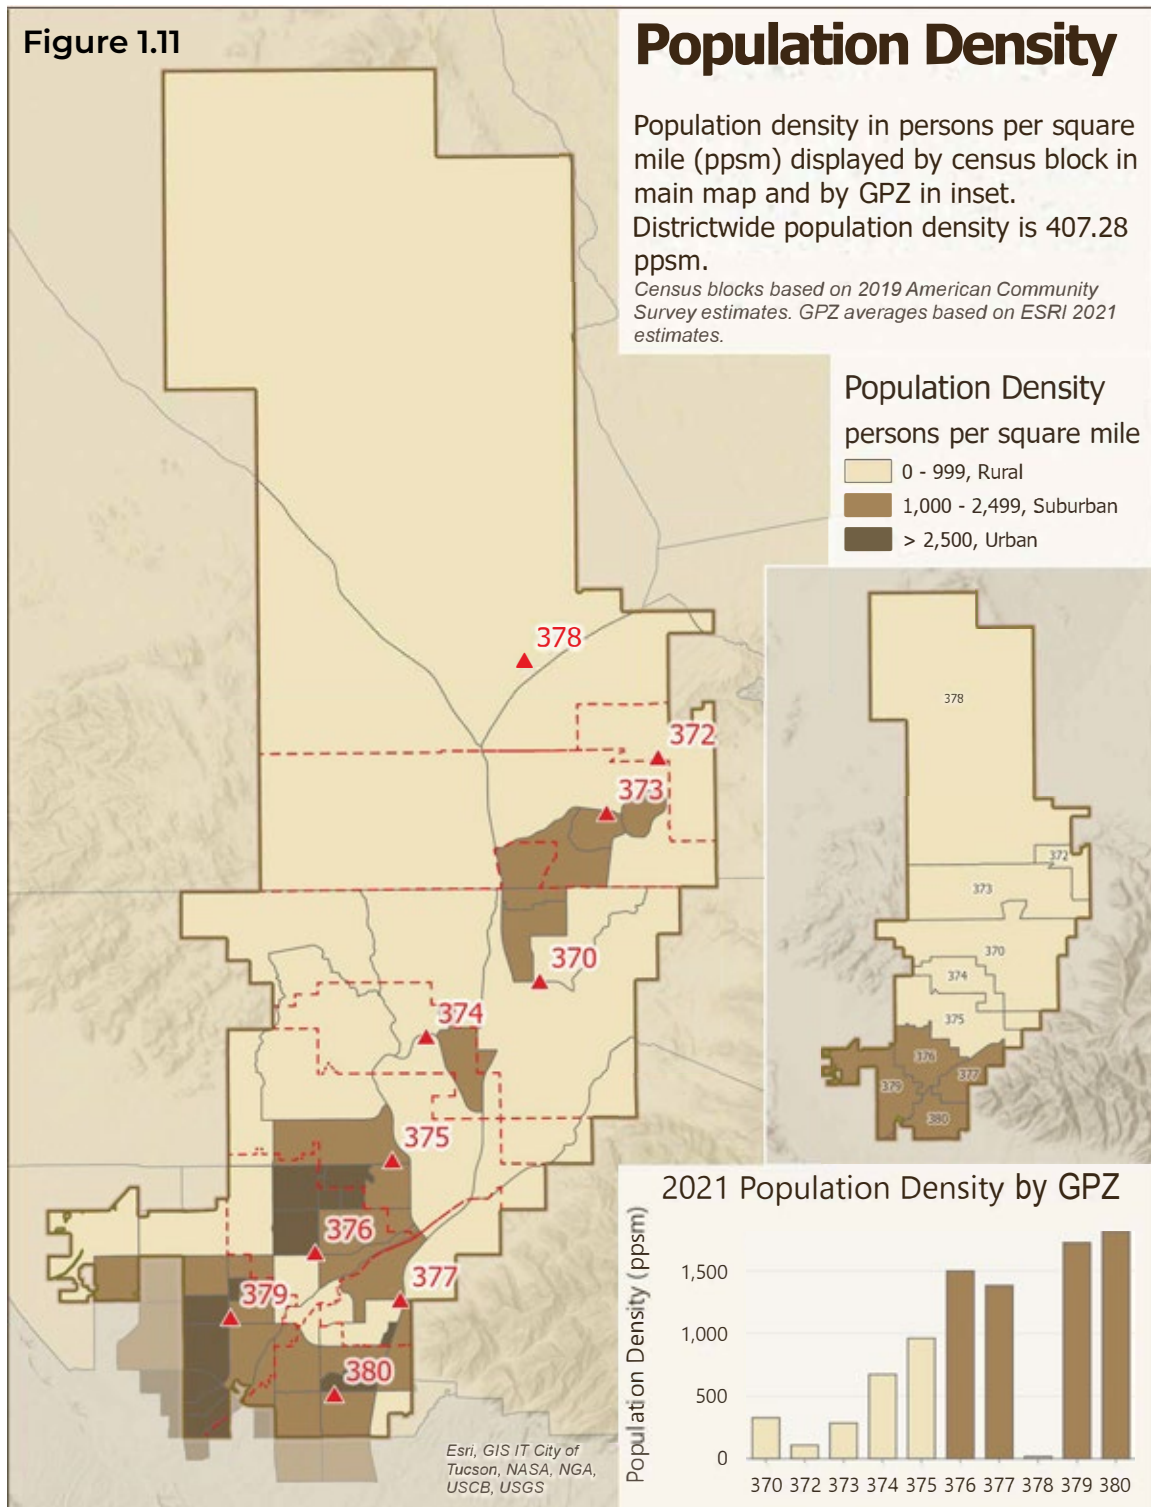 Figure 1.11
Population Density
Population density in persons per square
mile (ppsm) displayed by census block in
main map and by GPZ in inset.
Districtwide population density is 407.28
ppsm.
Census blocks based on 2019 American Community
Survey estimates. GPZ averages based on ESRI 2021
estimates.
Population Density
persons per square mile
0 - 999, Rural
1,000 - 2,499, Suburban
> 2,500, Urban
378
372
373
370
374
375
376
377
379
380
378
372
373
370
374
375
376
377
379
380
Esri, GIS IT City of
Tucson, NASA, NGA,
USCB, USGS
2021 Population Density by GPZ
Population Density (ppsm)
1,500
1,000
500
0
370 372 373 374 375 376 377 378 379 380